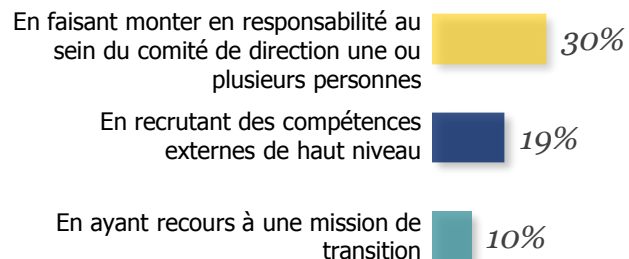 En faisant monter en responsabilité au
sein du comité de direction une ou
plusieurs personnes
30%
En recrutant des compétences
externes de haut niveau
19%
En ayant recours à une mission de
transition
10%